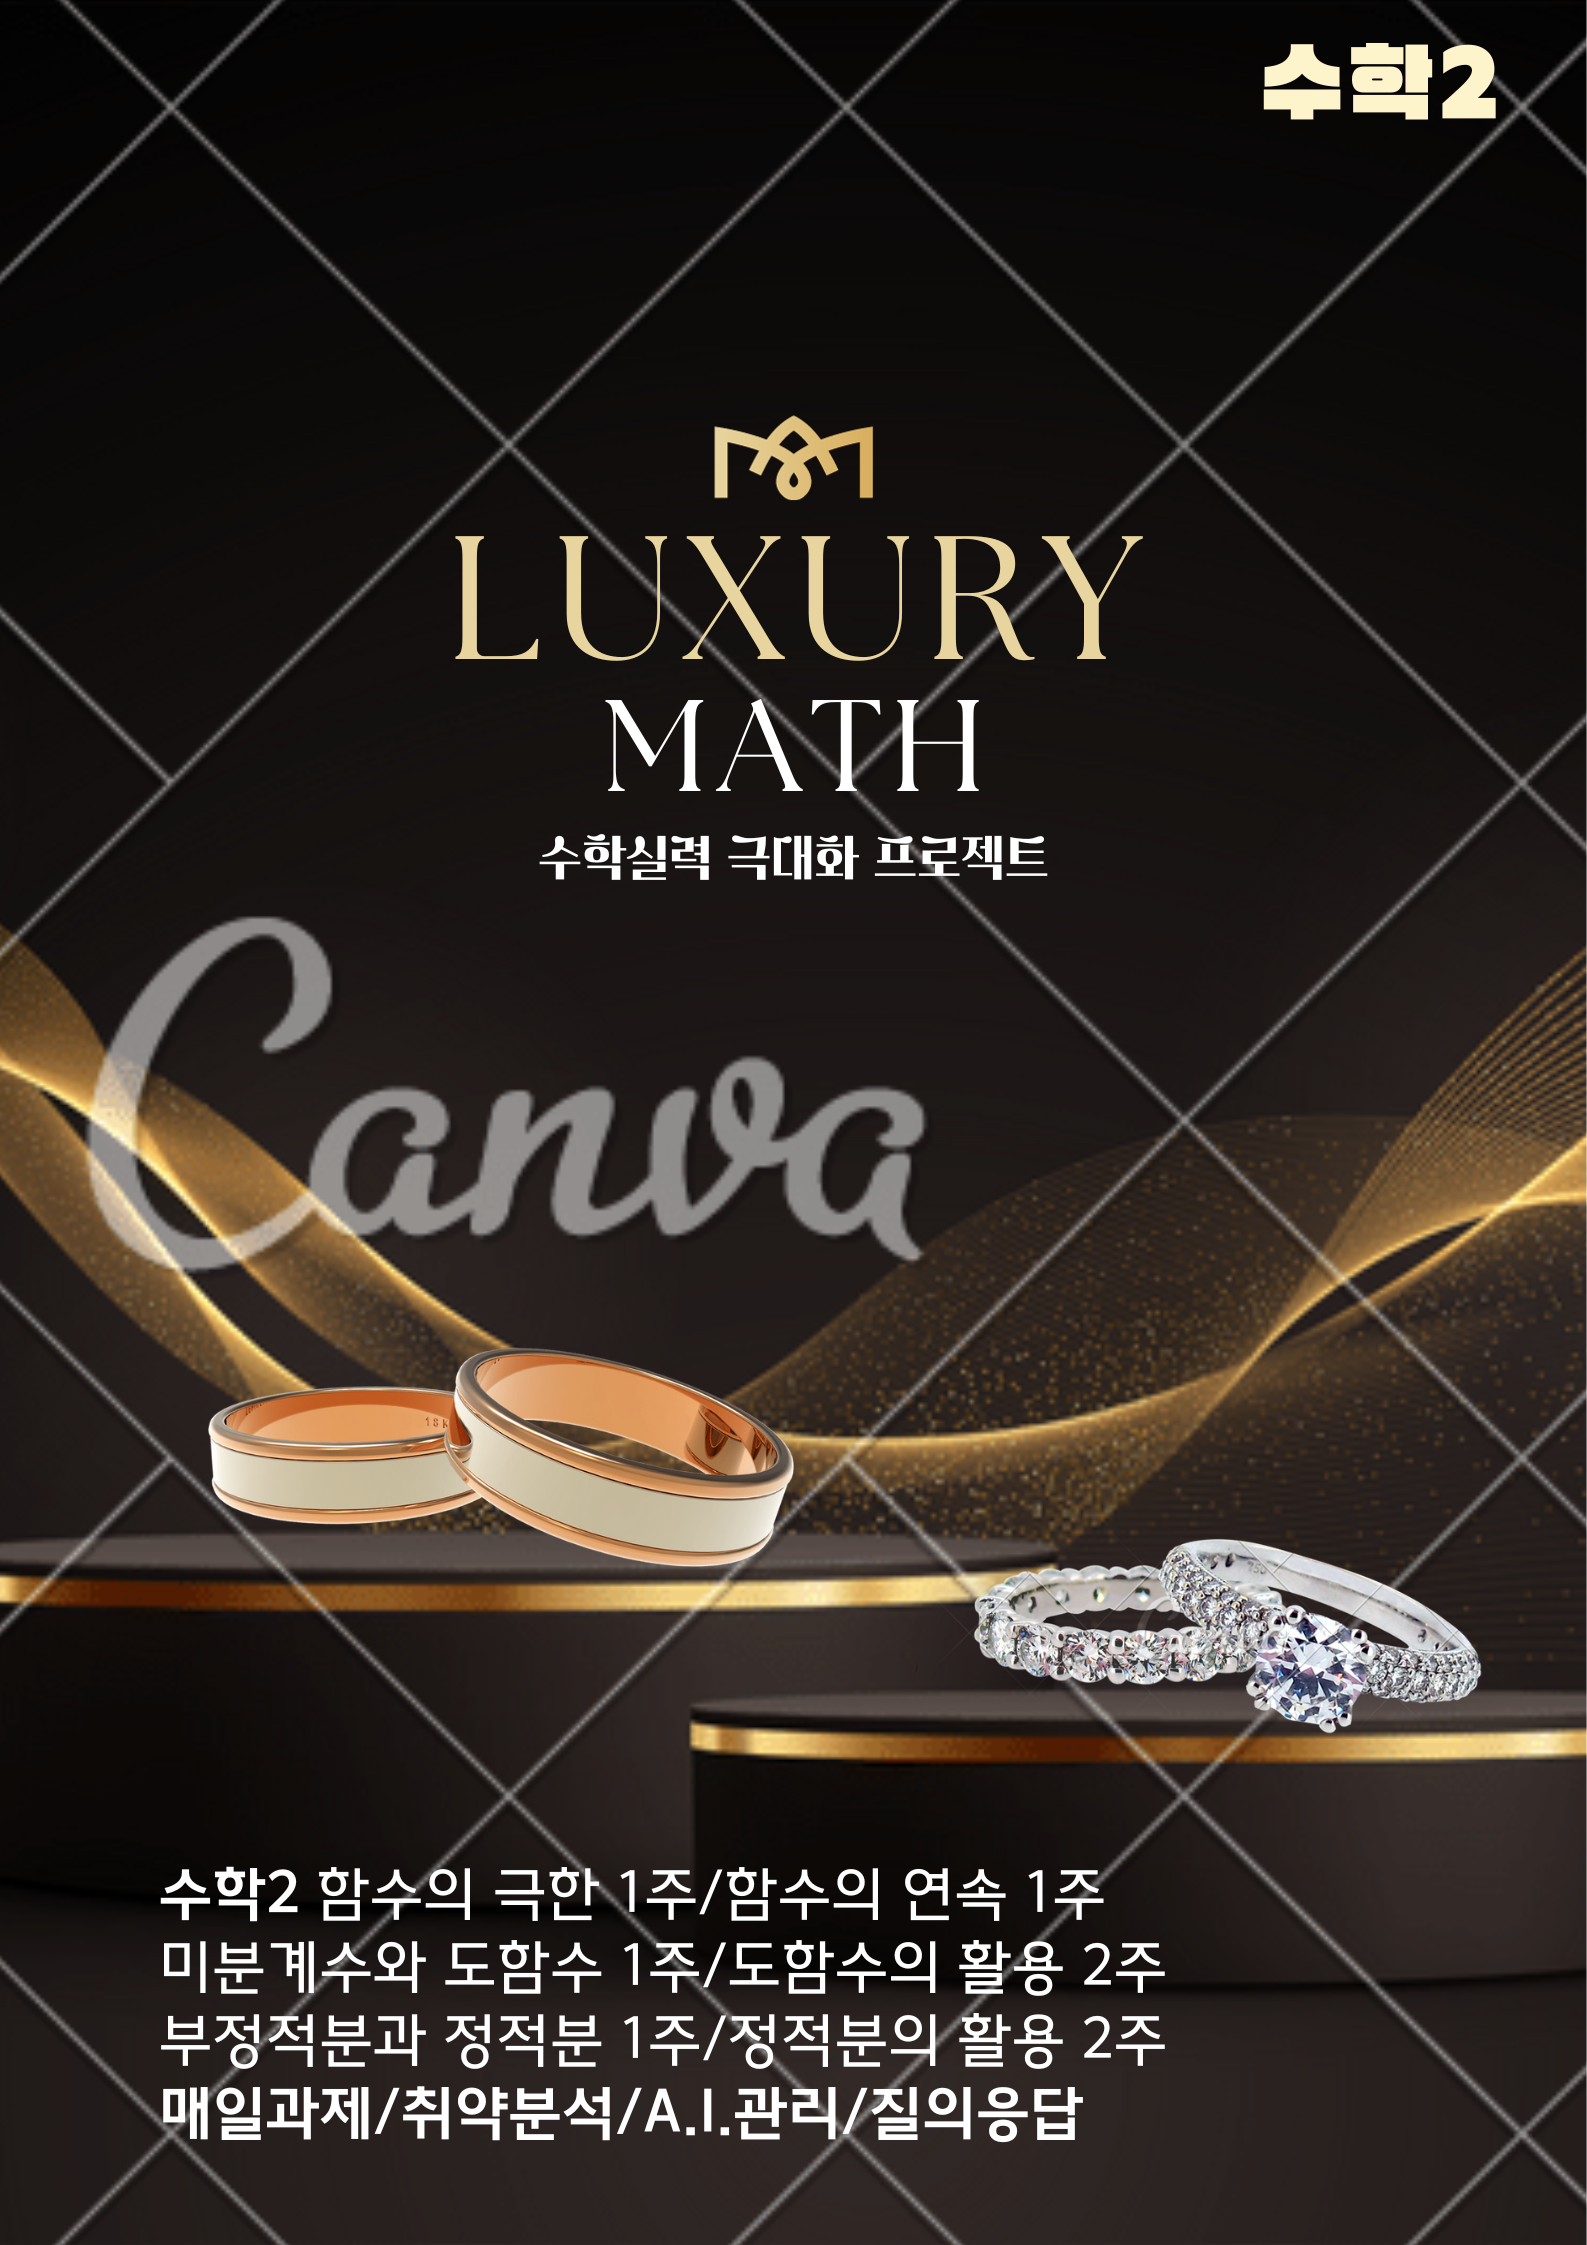 수학2
LUXURY
MATH
수학실력 극대화 프로젝트
Canva
18K
750
수학2 함수의 극한 1주/함수의 연속 1주
미분계수와 도함수 1주/도함수의 활용 2주
부정적분과 정적분 1주/정적분의 활용 2주
매일과제/취약분석/A.I.관리/질의응답